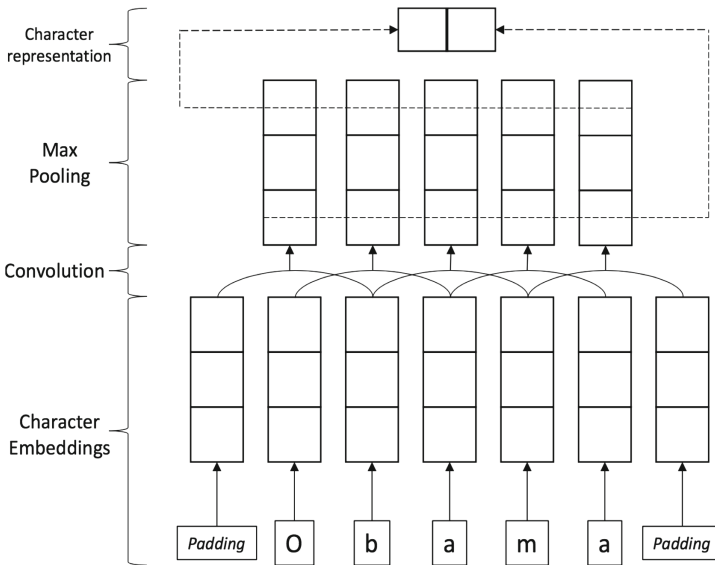 Character
representation
Max
Pooling
Convolution
Character
Embeddings
Padding O b a m a Padding